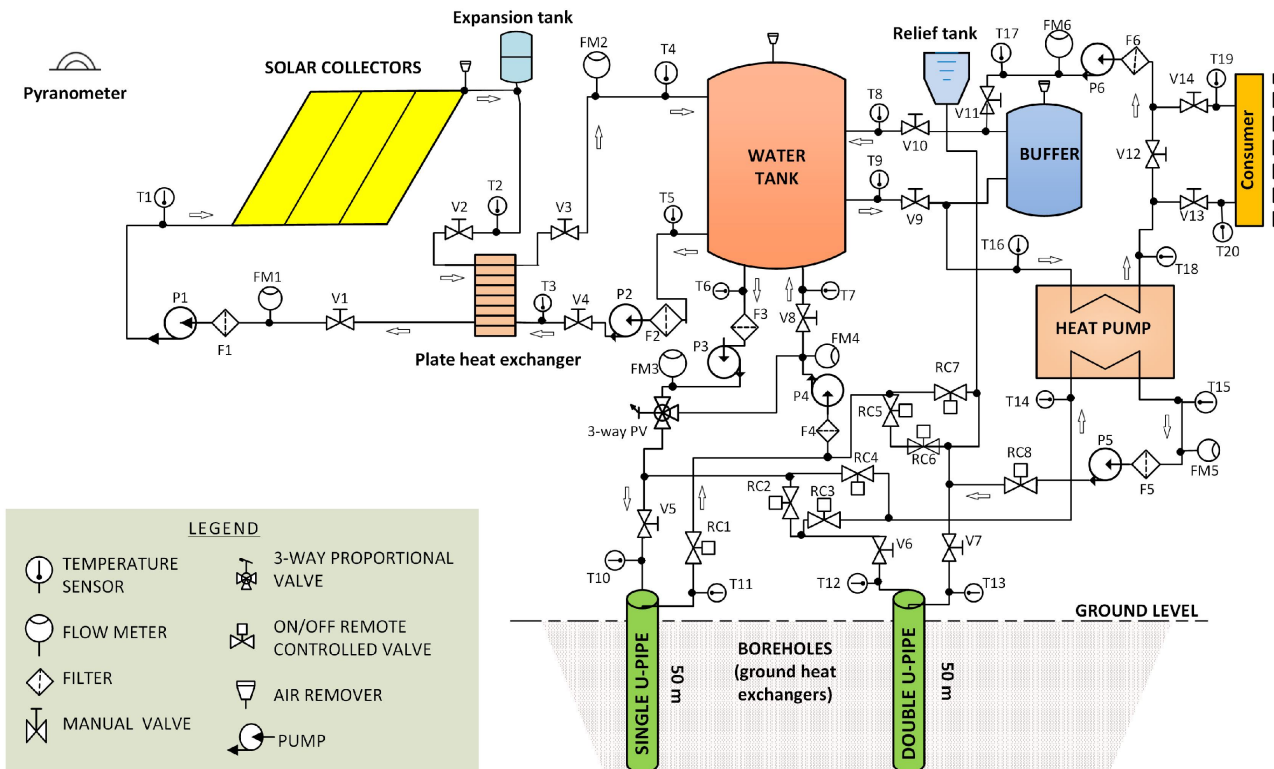 Expansion tank
Relief tank
T17
FM6
F6
FM2
T4
SOLAR COLLECTORS
Pyranometer
P6
V14
T19
V11
T8
V10
WATER
TANK
BUFFER
V12
Consumer
T1
V2
T2
V3
T5
T9
V9
V13
T20
T16
T18
P1
FM1
V1
T3
V4
P2
F1
F2
Plate heat exchanger
T6
F3
T7
V8
P3
FM3
FM4
P4
HEAT PUMP
3-way PV
F4
RC7
RC5
RC6
T14
T15
RC4
RC2
RC3
RC8
P5
F5
FM5
V5
RC1
V6
V7
T10
T11
T12
T13
GROUND LEVEL
SINGLE U-PIPE
50 m
BOREHOLES
(ground heat
exchangers)
DOUBLE U-PIPE
50 m
LEGEND
TEMPERATURE
SENSOR
FLOW METER
FILTER
MANUAL VALVE
3-WAY PROPORTIONAL
VALVE
ON/OFF REMOTE
CONTROLLED VALVE
AIR REMOVER
PUMP